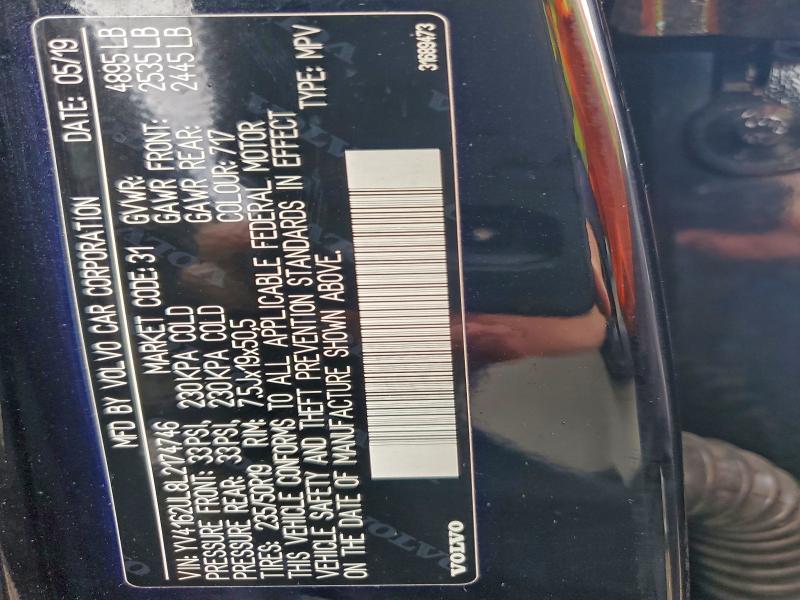 MFD BY VOLVO CAR CORPORATION DATE: 05/19
VIN: YV4162UL8L2174746 MARKET CODE: 31 GVWR: 4895 LB
PRESSURE FRONT: 33PSI, 230KPA COLD GAWR FRONT: 2535 LB
PRESSURE REAR: 33PSI, 230KPA COLD GAWR REAR: 2445 LB
TIRES: 235/50R19 RIM: 7.5Jx19x50.5 COLOUR: 717
THIS VEHICLE CONFORMS TO ALL APPLICABLE FEDERAL MOTOR
VEHICLE SAFETY AND THEFT PREVENTION STANDARDS IN EFFECT
ON THE DATE OF MANUFACTURE SHOWN ABOVE. TYPE: MPV
VOLVO 31689473